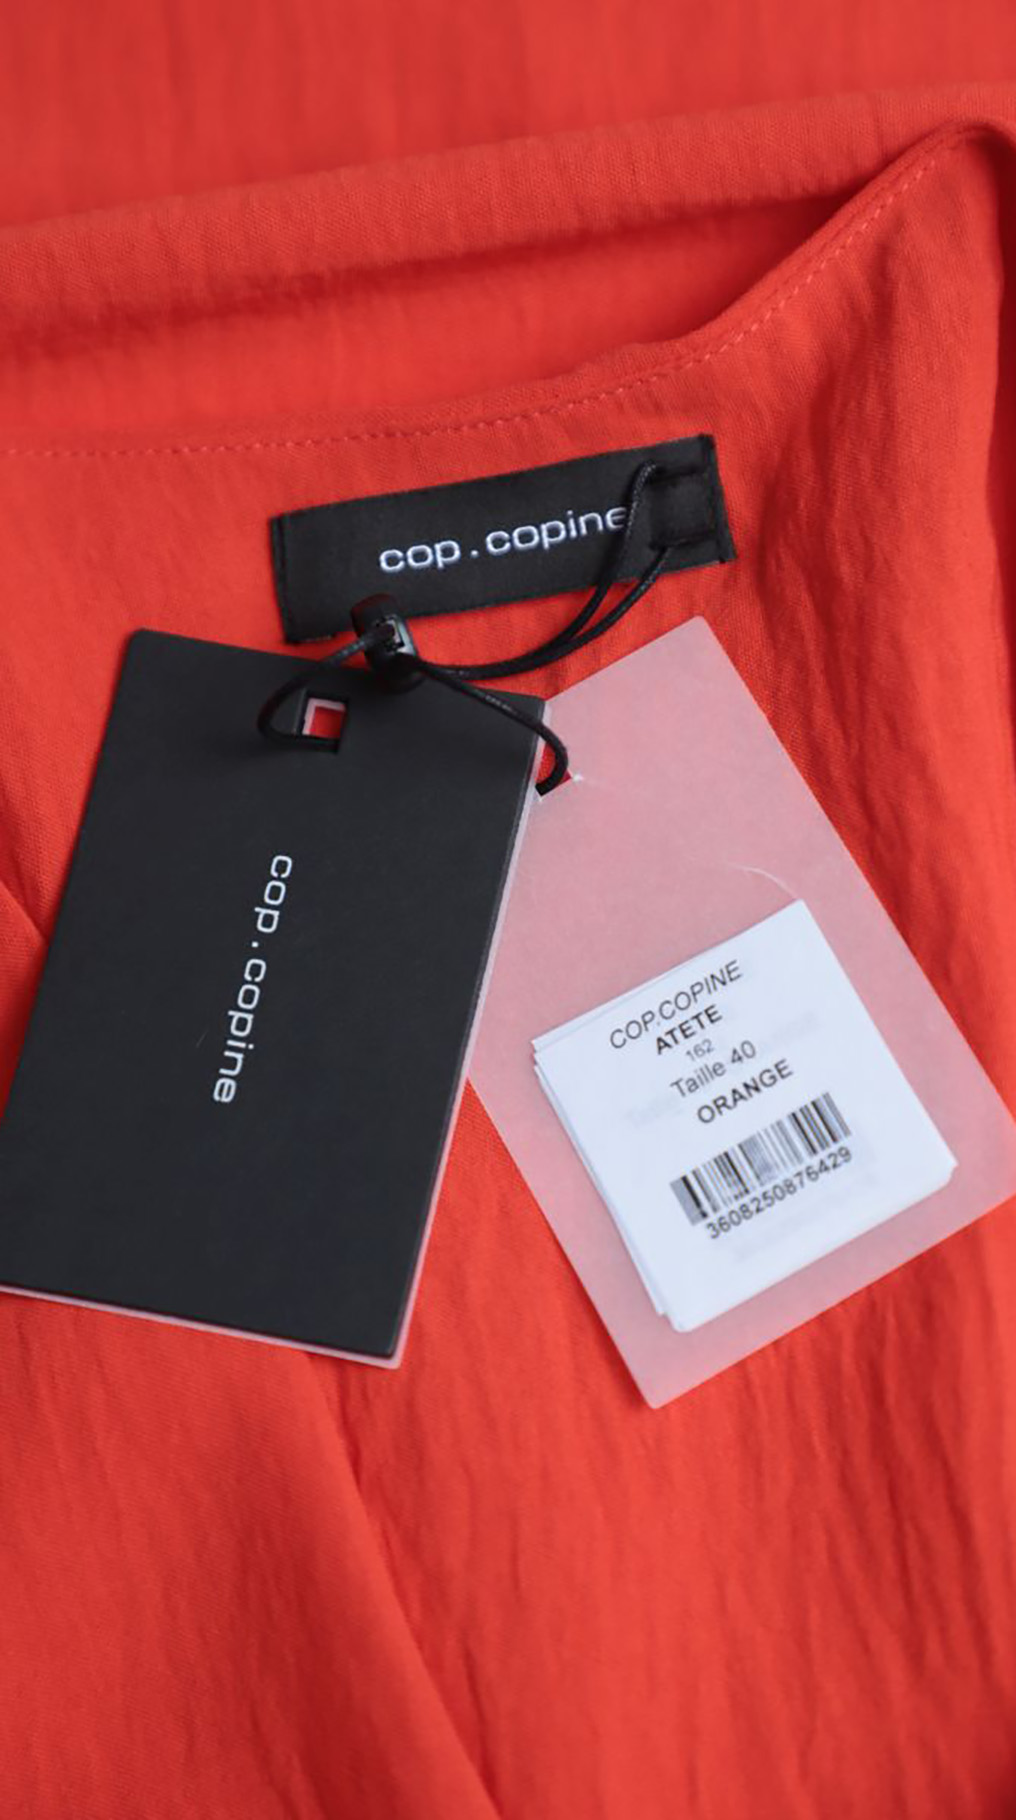 cop.copine
cop.copine
COP.COPINE
ATETE
162
Taille 40
ORANGE
3608250876429